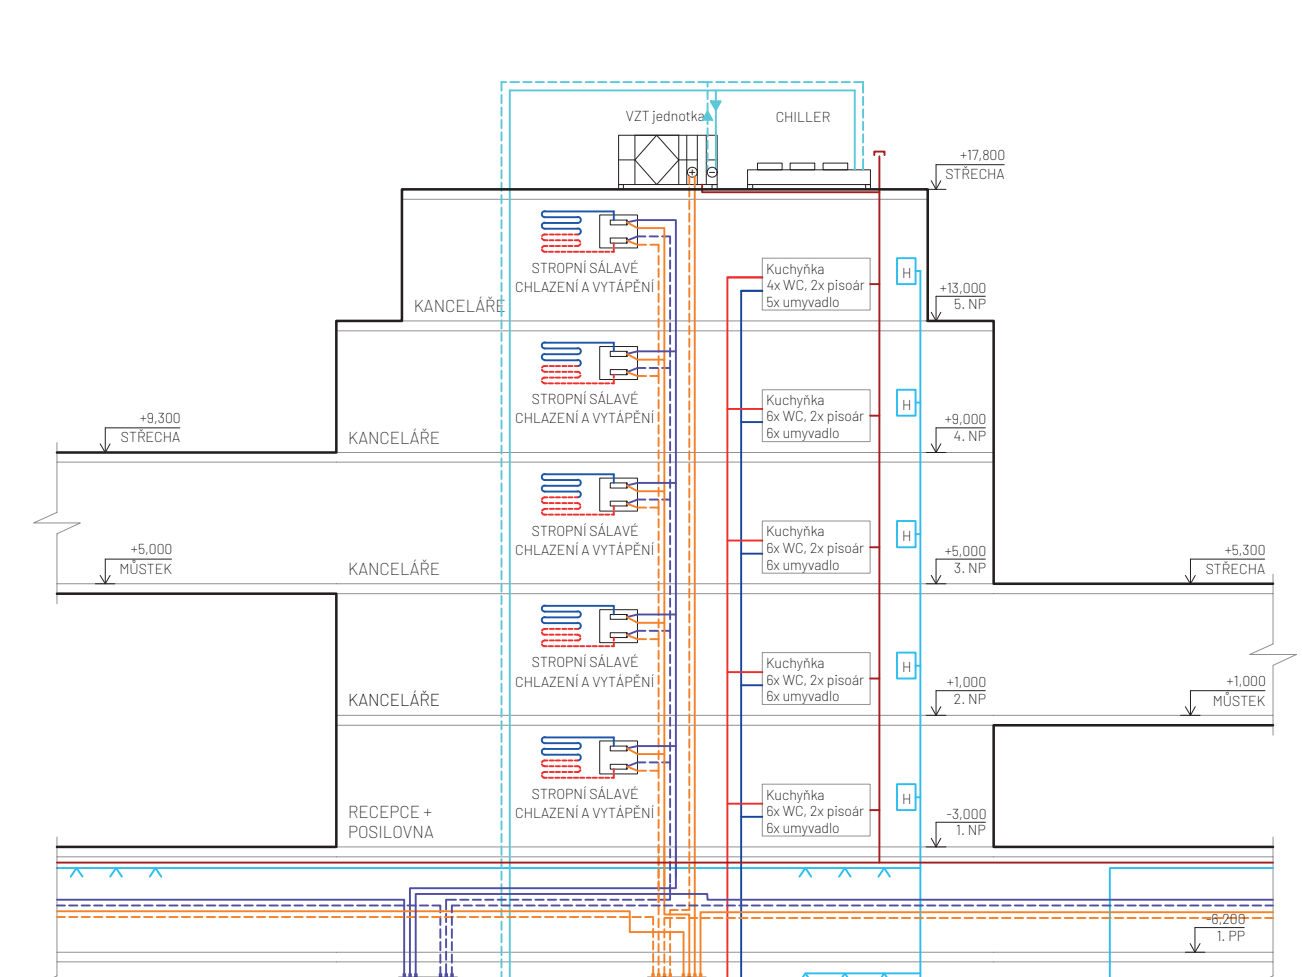 VZT jednotka
CHILLER
+17,800
STŘECHA
STROPNÍ SÁLAVÉ
CHLAZENÍ A VYTÁPĚNÍ
KANCELÁŘE
Kuchyňka
4x WC, 2x pisoár
5x umyvadlo
H
+13,000
5. NP
+9,300
STŘECHA
KANCELÁŘE
STROPNÍ SÁLAVÉ
CHLAZENÍ A VYTÁPĚNÍ
Kuchyňka
6x WC, 2x pisoár
6x umyvadlo
H
+9,000
4. NP
+5,000
MŮSTEK
KANCELÁŘE
STROPNÍ SÁLAVÉ
CHLAZENÍ A VYTÁPĚNÍ
Kuchyňka
6x WC, 2x pisoár
6x umyvadlo
H
+5,000
3. NP
+5,300
STŘECHA
KANCELÁŘE
STROPNÍ SÁLAVÉ
CHLAZENÍ A VYTÁPĚNÍ
Kuchyňka
6x WC, 2x pisoár
6x umyvadlo
H
+1,000
2. NP
+1,000
MŮSTEK
RECEPCE +
POSILOVNA
STROPNÍ SÁLAVÉ
CHLAZENÍ A VYTÁPĚNÍ
Kuchyňka
6x WC, 2x pisoár
6x umyvadlo
H
-3,000
1. NP
-6,200
1. PP